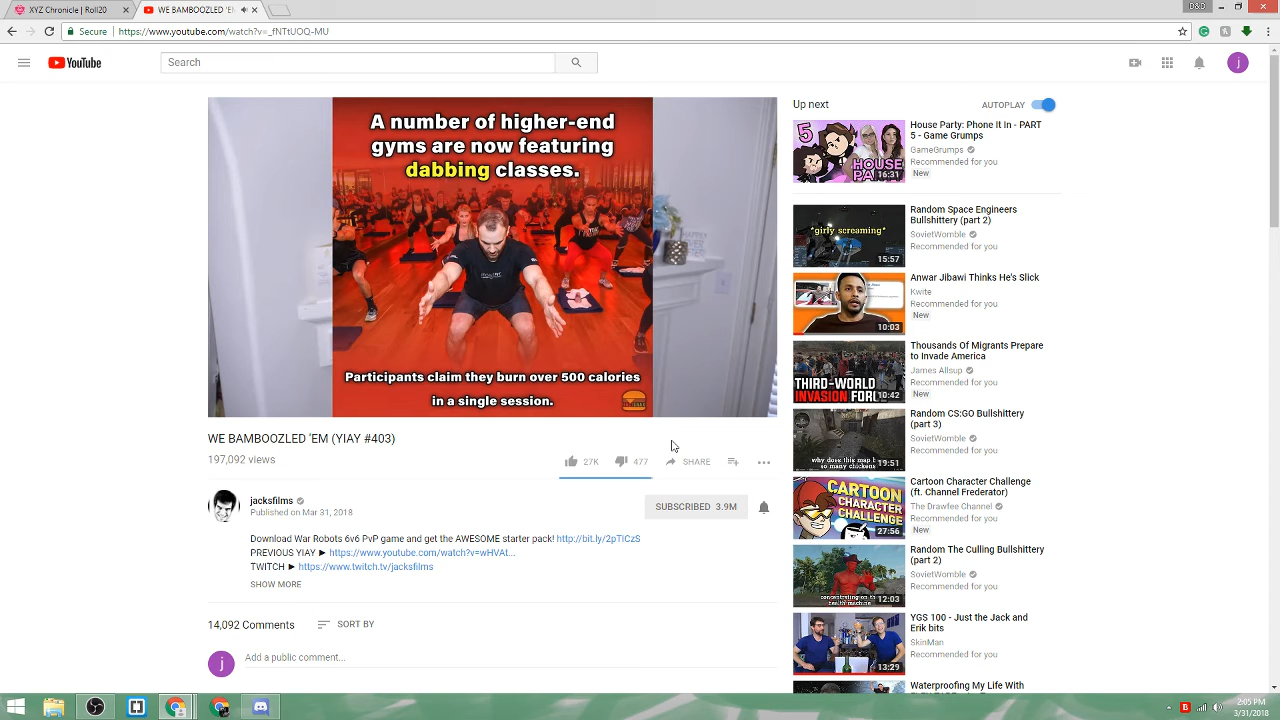 XYZ Chronicle | Roll20
WE BAMBOOZLED 'E
D&D
Secure
https://www.youtube.com/watch?v=_fNTtUOQ-MU
YouTube
Search
j
A number of higher-end
gyms are now featuring
dabbing classes.
Participants claim they burn over 500 calories
in a single session.
WE BAMBOOZLED 'EM (YIAY #403)
197,092 views
27K
477
SHARE
jacksfilms
Published on Mar 31, 2018
SUBSCRIBED 3.9M
Download War Robots 6v6 PvP game and get the AWESOME starter pack! http://bit.ly/2pTICzS
PREVIOUS YIAY ► https://www.youtube.com/watch?v=wHVAt...
TWITCH ► https://www.twitch.tv/jacksfilms
SHOW MORE
14,092 Comments
SORT BY
j
Add a public comment...
Up next
AUTOPLAY
5
HOUSE
16:31
House Party: Phone It In - PART
5 - Game Grumps
GameGrumps
Recommended for you
New
*girly screaming*
15:57
Random Space Engineers
Bullshittery (part 2)
SovietWomble
Recommended for you
10:03
Anwar Jibawi Thinks He's Slick
Kwite
Recommended for you
New
THIRD-WORLD
INVASION
10:42
Thousands Of Migrants Prepare
to Invade America
James Allsup
Recommended for you
New
why does this map
so many chickens
19:51
Random CS:GO Bullshittery
(part 3)
SovietWomble
Recommended for you
CARTOON
CHARACTER
CHALLENGE
27:56
Cartoon Character Challenge
(ft. Channel Frederator)
The Drawfee Channel
Recommended for you
New
concentrating on th
health machine
12:03
Random The Culling Bullshittery
(part 2)
SovietWomble
Recommended for you
13:29
YGS 100 - Just the Jack and
Erik bits
SkinMan
Recommended for you
Waterproofing My Life With
2:05 PM
3/31/2018